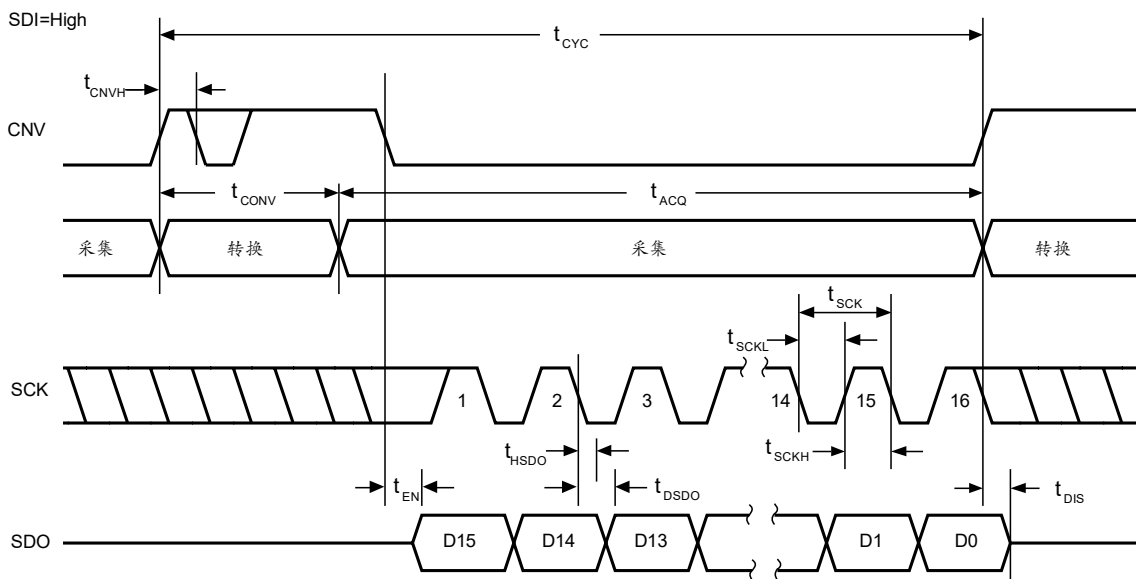 SDI=High
tCYC
tCNVH
CNV
tCONV
tACQ
采集
转换
采集
转换
tSCK
tSCKL
SCK
1
2
3
14
15
16
tHSDO
tSCKH
tEN
tDSDO
tDIS
SDO
D15
D14
D13
D1
D0